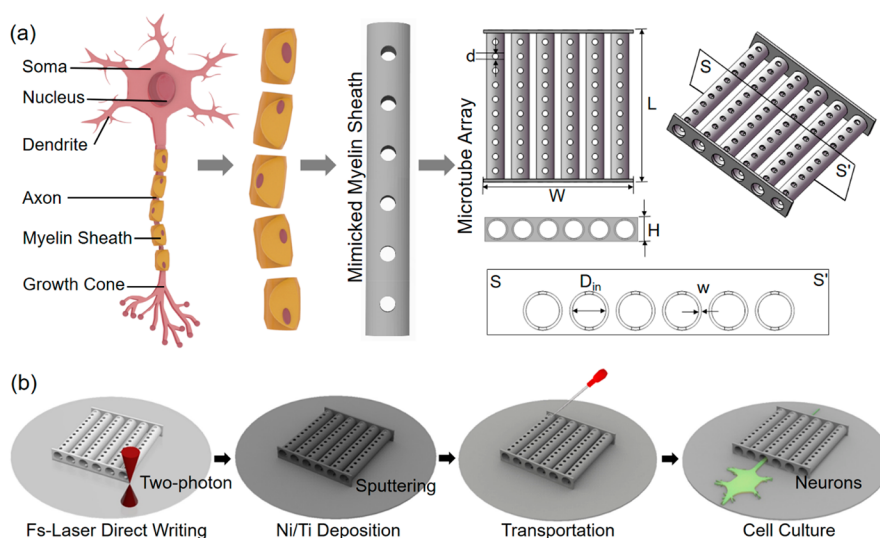 (a)
Soma
Nucleus
Dendrite
Axon
Myelin Sheath
Growth Cone
Mimicked Myelin Sheath
Microtube Array
d
L
W
H
S
S'
S
Din
w
S'
(b)
Two-photon
Sputtering
Neurons
Fs-Laser Direct Writing
Ni/Ti Deposition
Transportation
Cell Culture